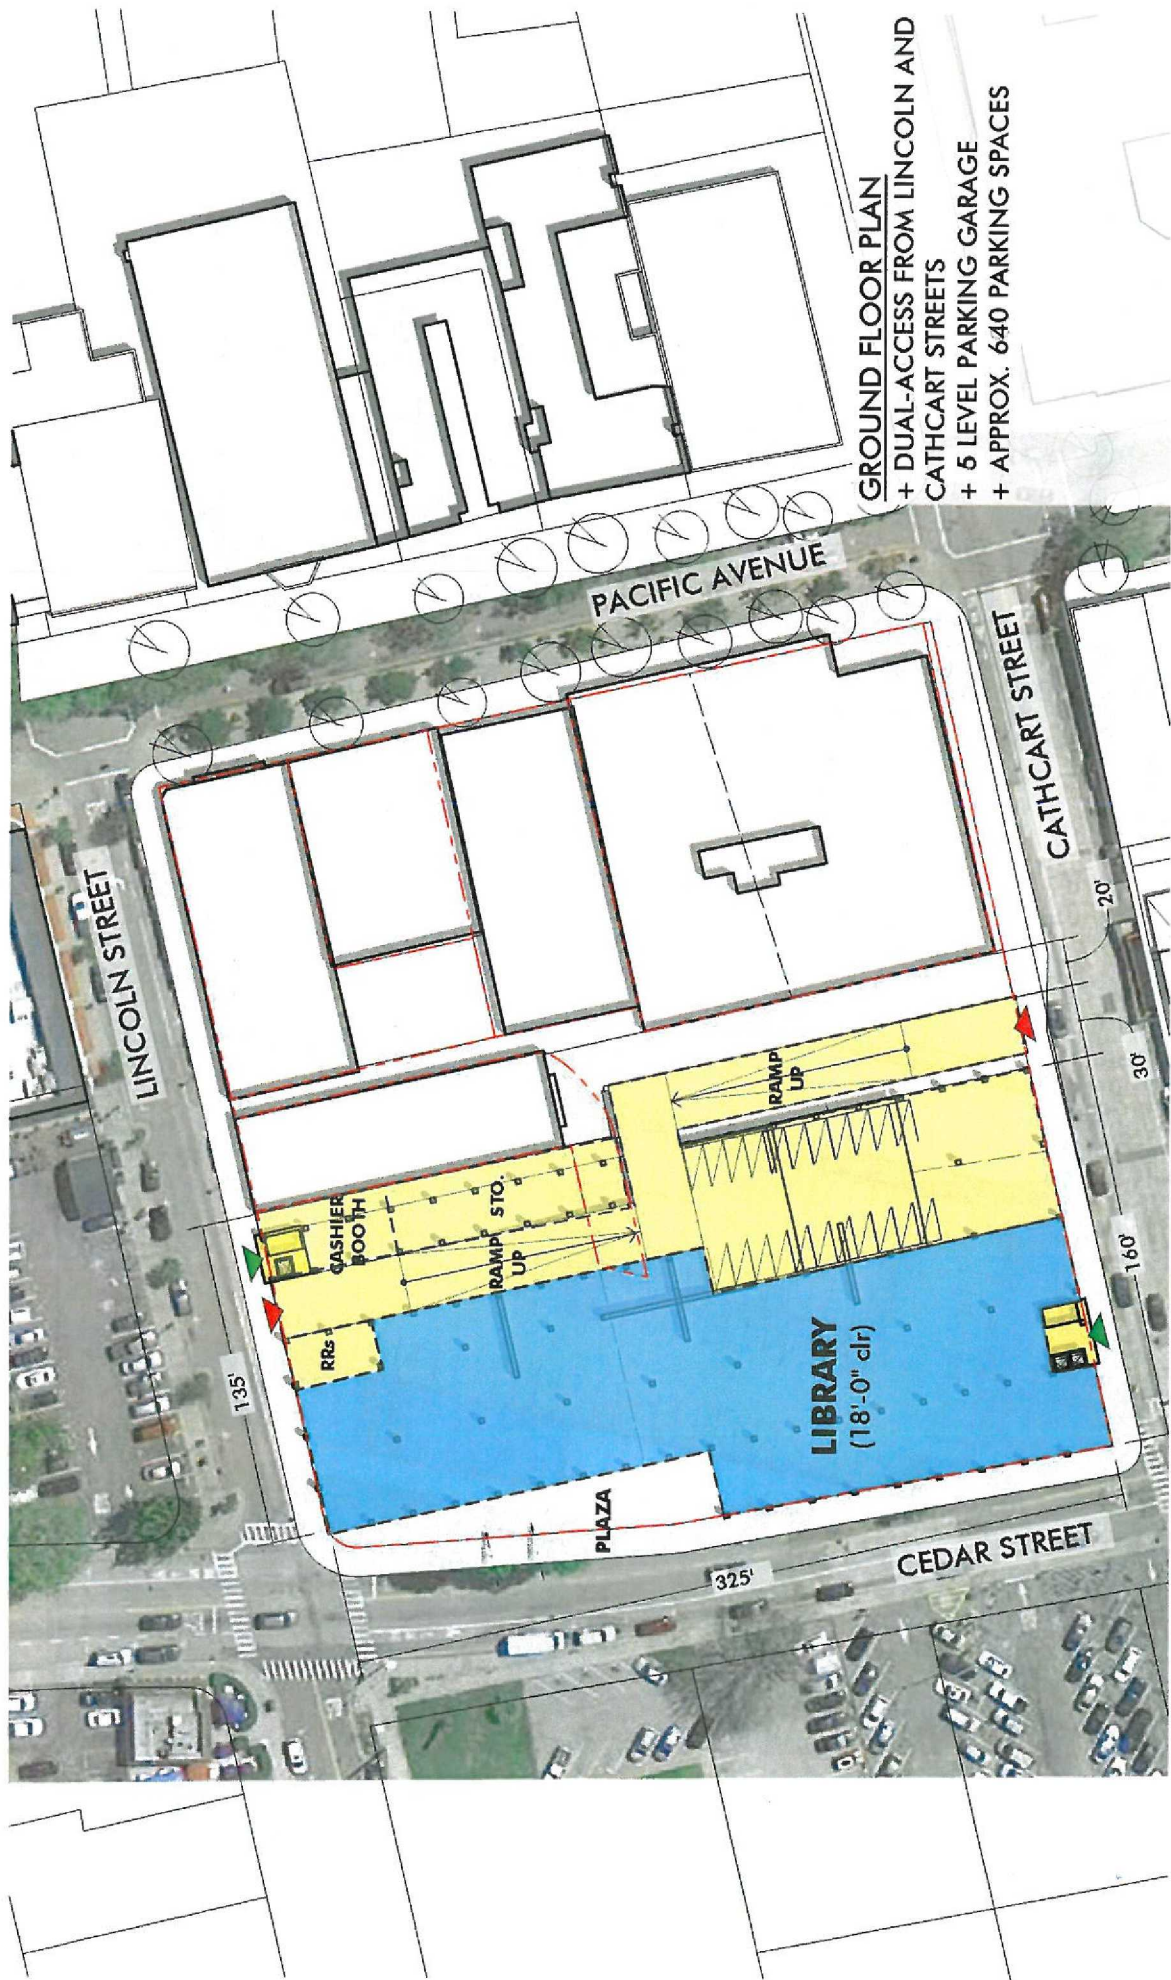 GROUND FLOOR PLAN
+ DUAL-ACCESS FROM LINCOLN AND
CATHCART STREETS
+ 5 LEVEL PARKING GARAGE
+ APPROX. 640 PARKING SPACES
LINCOLN STREET
PACIFIC AVENUE
CATHCART STREET
CEDAR STREET
135'
325'
160'
30'
20'
RRs
CASHIER
BOOTH
STO.
RAMP
UP
RAMP
UP
PLAZA
LIBRARY
(18'-0" clr)